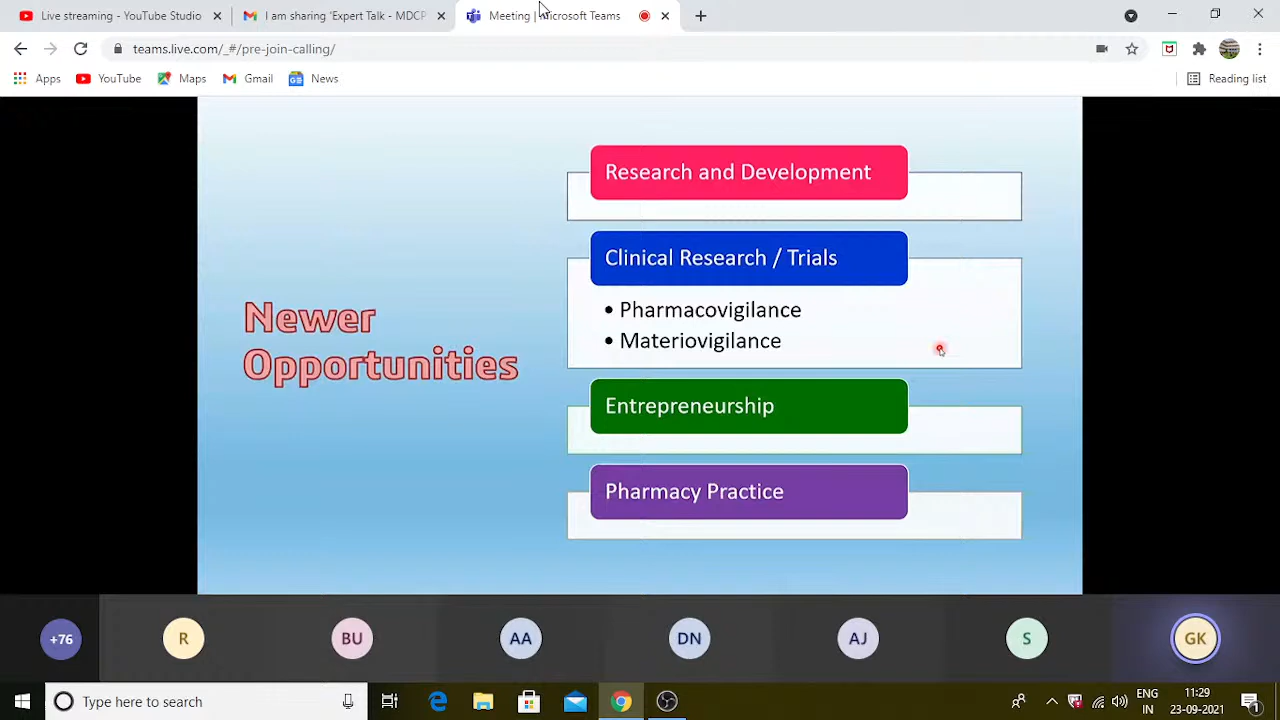 Live streaming - YouTube Studio
I am sharing 'Expert Talk - MDCP
Meeting | Microsoft Teams
teams.live.com/_#/pre-join-calling/
Apps
YouTube
Maps
Gmail
News
Reading list
Research and Development
Clinical Research / Trials
• Pharmacovigilance
• Materiovigilance
Newer
Opportunities
Entrepreneurship
Pharmacy Practice
+76
R
BU
AA
DN
AJ
S
GK
Type here to search
ENG
IN
11:29
23-09-2021
1